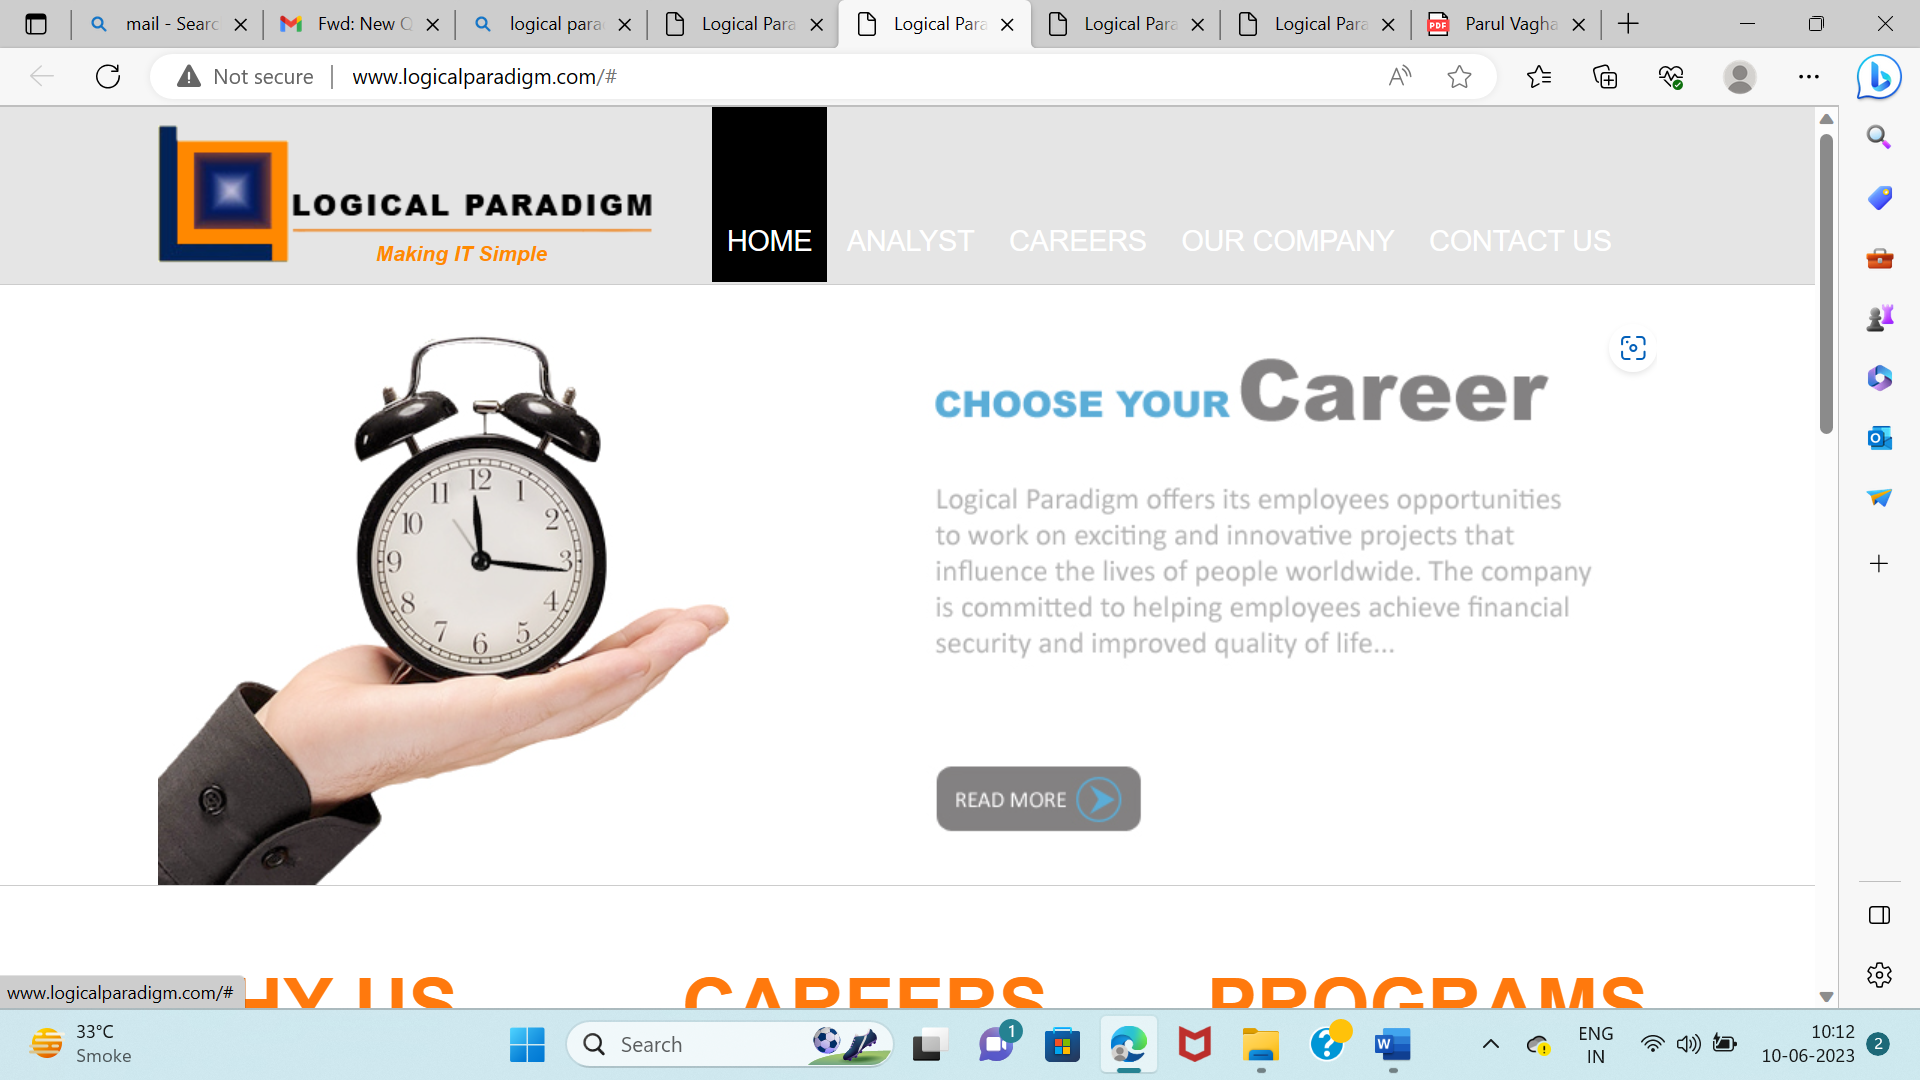 mail - Searc
Fwd: New Q
logical para
Logical Para
Logical Para
Logical Para
Logical Para
PDF
Parul Vagha
Not secure
www.logicalparadigm.com/#
LOGICAL PARADIGM
Making IT Simple
HOME
ANALYST
CAREERS
OUR COMPANY
CONTACT US
12
11
1
10
2
9
3
8
4
7
5
6
CHOOSE YOUR Career
Logical Paradigm offers its employees opportunities
to work on exciting and innovative projects that
influence the lives of people worldwide. The company
is committed to helping employees achieve financial
security and improved quality of life...
READ MORE
HY US
CAREERS
PROGRAMS
www.logicalparadigm.com/#
33°C
Smoke
Search
1
ENG
IN
10:12
10-06-2023
2